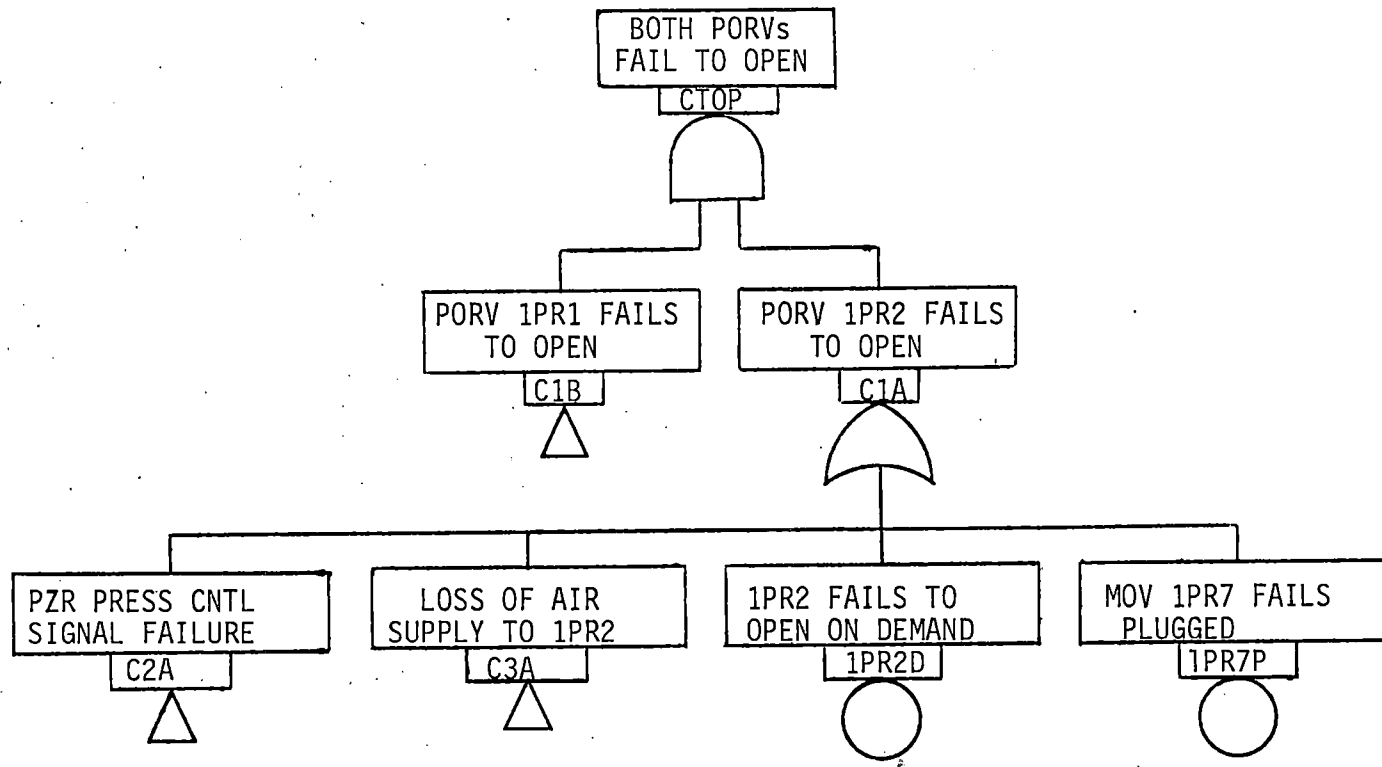 BOTH PORVs
FAIL TO OPEN
CTOP
PORV 1PR1 FAILS
TO OPEN
C1B
PORV 1PR2 FAILS
TO OPEN
C1A
PZR PRESS CNTL
SIGNAL FAILURE
C2A
LOSS OF AIR
SUPPLY TO 1PR2
C3A
1PR2 FAILS TO
OPEN ON DEMAND
1PR2D
MOV 1PR7 FAILS
PLUGGED
1PR7P